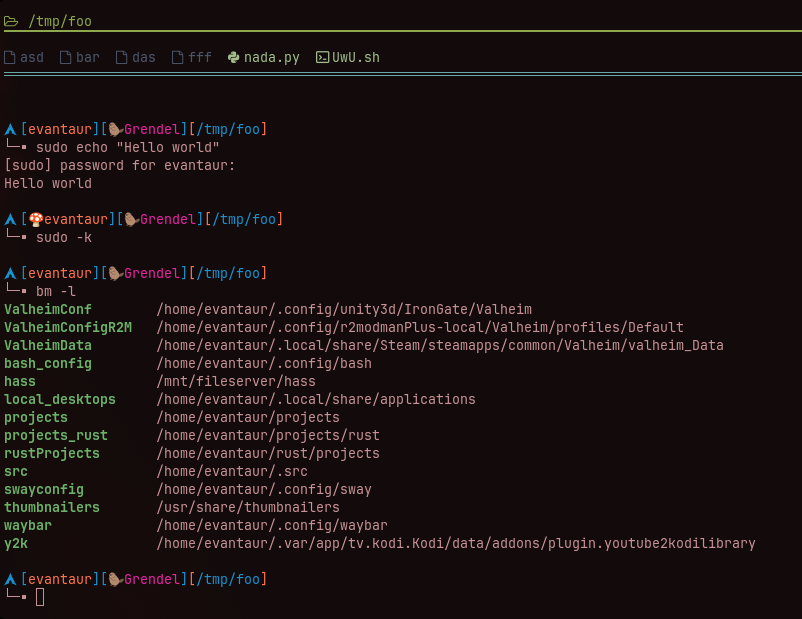 /tmp/foo
asd bar das fff nada.py UwU.sh
[evantaur][🦫Grendel][/tmp/foo]
└─▪ sudo echo "Hello world"
[sudo] password for evantaur:
Hello world
[🍄evantaur][🦫Grendel][/tmp/foo]
└─▪ sudo -k
[evantaur][🦫Grendel][/tmp/foo]
└─▪ bm -l
ValheimConf /home/evantaur/.config/unity3d/IronGate/Valheim
ValheimConfigR2M /home/evantaur/.config/r2modmanPlus-local/Valheim/profiles/Default
ValheimData /home/evantaur/.local/share/Steam/steamapps/common/Valheim/valheim_Data
bash_config /home/evantaur/.config/bash
hass /mnt/fileserver/hass
local_desktops /home/evantaur/.local/share/applications
projects /home/evantaur/projects
projects_rust /home/evantaur/projects/rust
rustProjects /home/evantaur/rust/projects
src /home/evantaur/.src
swayconfig /home/evantaur/.config/sway
thumbnailers /usr/share/thumbnailers
waybar /home/evantaur/.config/waybar
y2k /home/evantaur/.var/app/tv.kodi.Kodi/data/addons/plugin.youtube2kodilibrary
[evantaur][🦫Grendel][/tmp/foo]
└─▪